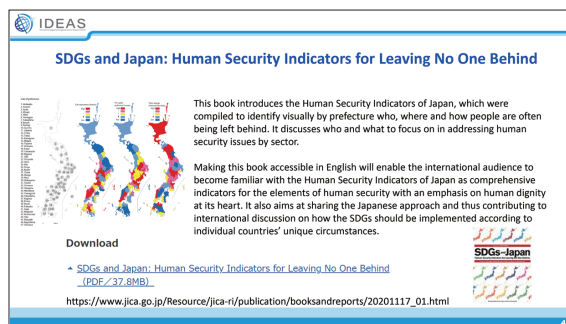 IDEAS
SDGs and Japan: Human Security Indicators for Leaving No One Behind
This book introduces the Human Security Indicators of Japan, which were
compiled to identify visually by prefecture who, where and how people are often
being left behind. It discusses who and what to focus on in addressing human
security issues by sector.
Making this book accessible in English will enable the international audience to
become familiar with the Human Security Indicators of Japan as comprehensive
indicators for the elements of human security with an emphasis on human dignity
at its heart. It also aims at sharing the Japanese approach and thus contributing to
international discussion on how the SDGs should be implemented according to
individual countries' unique circumstances.
Download
SDGs and Japan: Human Security Indicators for Leaving No One Behind
(PDF／37.8MB)
SDGs-Japan
https://www.jica.go.jp/Resource/jica-ri/publication/booksandreports/20201117_01.html